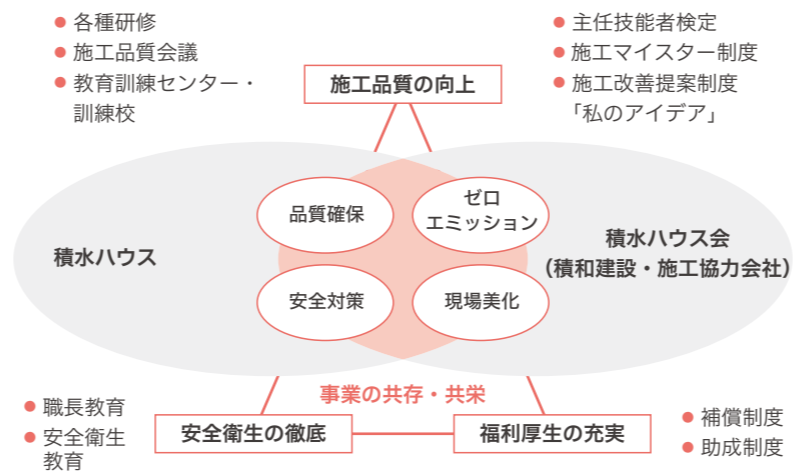 ● 各種研修
● 施工品質会議
● 教育訓練センター・
訓練校
● 主任技能者検定
● 施工マイスター制度
● 施工改善提案制度
「私のアイデア」
施工品質の向上
積水ハウス
品質確保
ゼロ
エミッション
安全対策
現場美化
積水ハウス会
（積和建設・施工協力会社）
事業の共存・共栄
● 職長教育
● 安全衛生
教育
安全衛生の徹底
福利厚生の充実
● 補償制度
● 助成制度